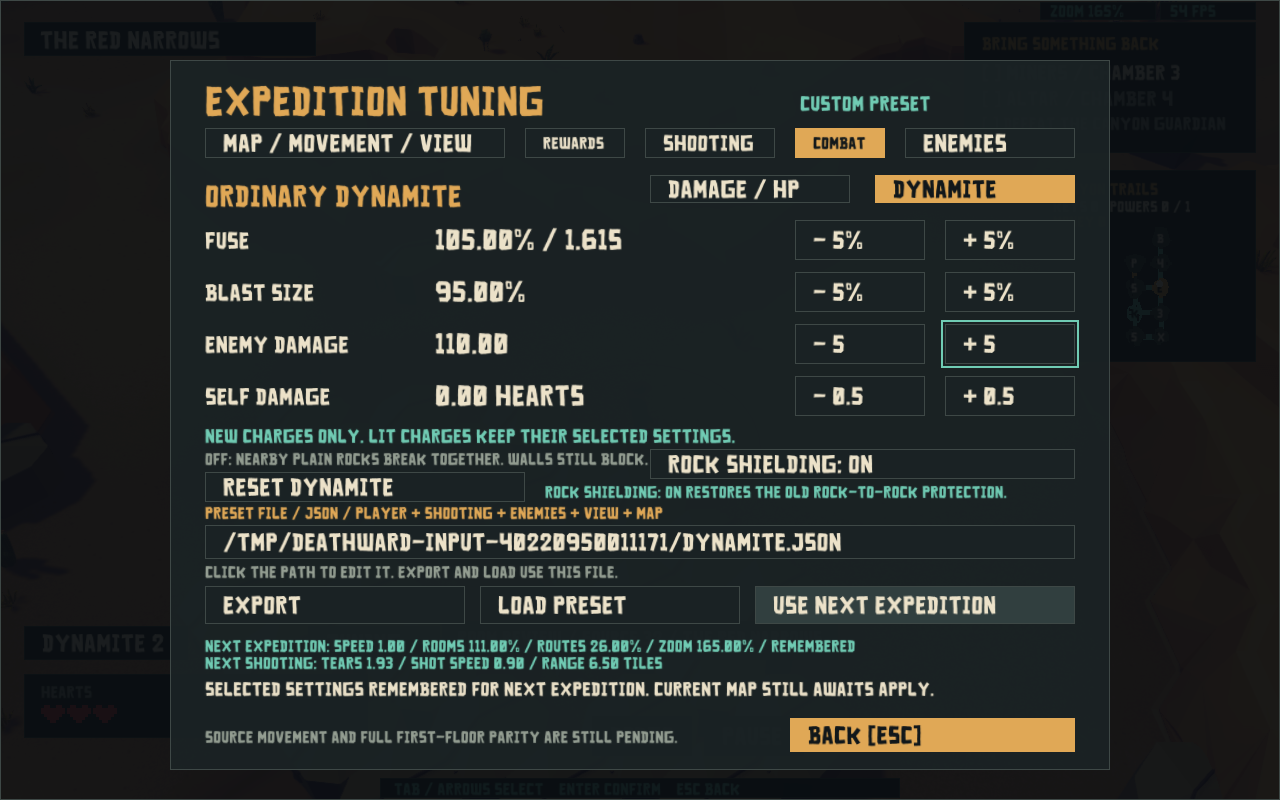 ZOOM 165% 54 FPS
THE RED NARROWS
BRING SOMETHING BACK
AMBER 3
EXPEDITION TUNING
CUSTOM PRESET
MAP / MOVEMENT / VIEW REWARDS SHOOTING COMBAT ENEMIES
ORDINARY DYNAMITE DAMAGE / HP DYNAMITE
TRAILS
POWERS 0 / 1
FUSE 105.00% / 1.615 - 5% + 5%
BLAST SIZE 95.00% - 5% + 5%
ENEMY DAMAGE 110.00 - 5 + 5
SELF DAMAGE 0.00 HEARTS - 0.5 + 0.5
NEW CHARGES ONLY. LIT CHARGES KEEP THEIR SELECTED SETTINGS.
OFF: NEARBY PLAIN ROCKS BREAK TOGETHER. WALLS STILL BLOCK. ROCK SHIELDING: ON
RESET DYNAMITE ROCK SHIELDING: ON RESTORES THE OLD ROCK-TO-ROCK PROTECTION.
PRESET FILE / JSON / PLAYER + SHOOTING + ENEMIES + VIEW + MAP
/TMP/DEATHWARD-INPUT-40220950011171/DYNAMITE.JSON
CLICK THE PATH TO EDIT IT. EXPORT AND LOAD USE THIS FILE.
EXPORT LOAD PRESET USE NEXT EXPEDITION
DYNAMITE 2
NEXT EXPEDITION: SPEED 1.00 / ROOMS 111.00% / ROUTES 26.00% / ZOOM 165.00% / REMEMBERED
NEXT SHOOTING: TEARS 1.93 / SHOT SPEED 0.90 / RANGE 6.50 TILES
HEARTS
SELECTED SETTINGS REMEMBERED FOR NEXT EXPEDITION. CURRENT MAP STILL AWAITS APPLY.
SOURCE MOVEMENT AND FULL FIRST-FLOOR PARITY ARE STILL PENDING.
BACK [ESC]
TAB / ARROWS SELECT ENTER CONFIRM ESC BACK